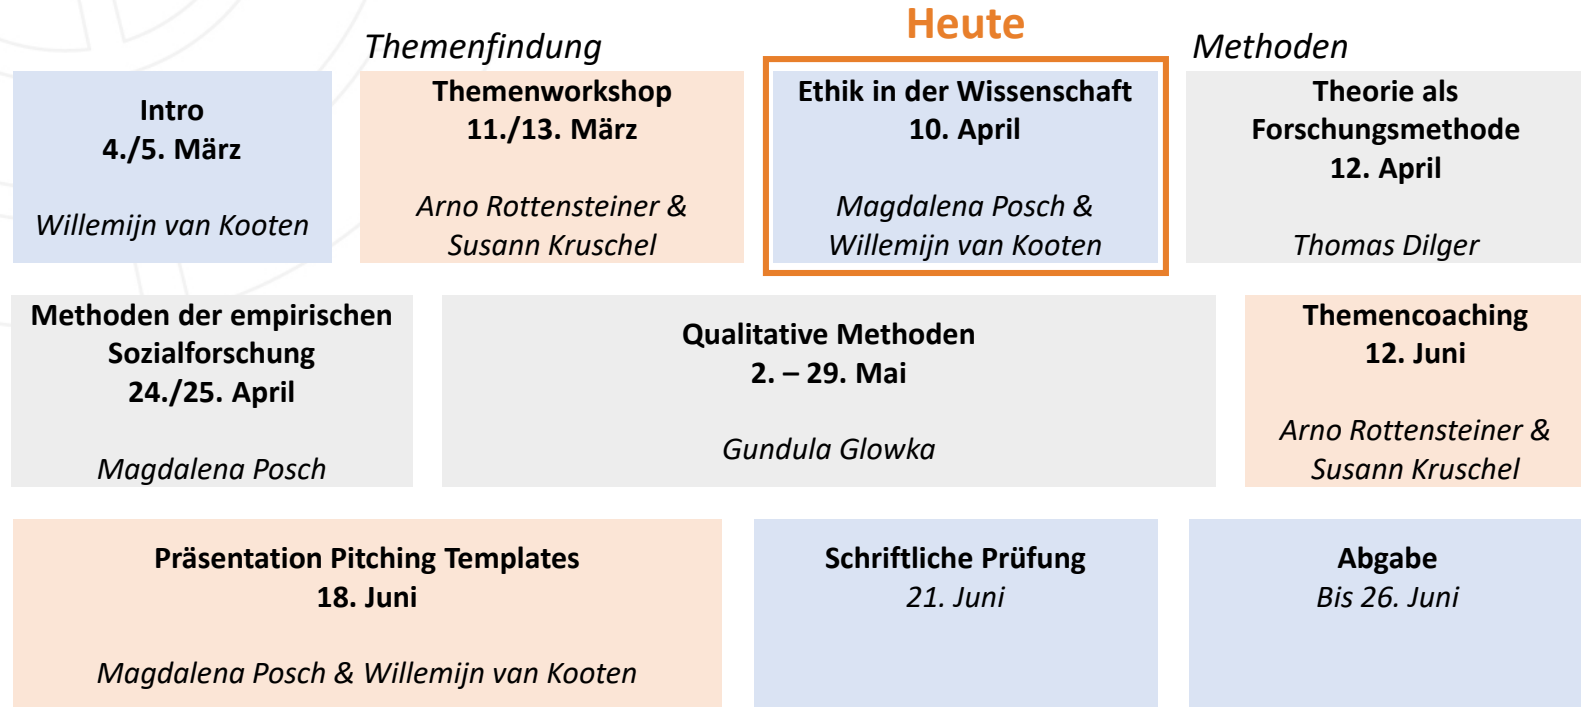 Heute
Themenfindung
Methoden
Intro
4./5. März
Willemijn van Kooten
Themenworkshop
11./13. März
Arno Rottensteiner &
Susann Kruschel
Ethik in der Wissenschaft
10. April
Magdalena Posch &
Willemijn van Kooten
Theorie als
Forschungsmethode
12. April
Thomas Dilger
Methoden der empirischen
Sozialforschung
24./25. April
Magdalena Posch
Qualitative Methoden
2. – 29. Mai
Gundula Glowka
Themencoaching
12. Juni
Arno Rottensteiner &
Susann Kruschel
Präsentation Pitching Templates
18. Juni
Magdalena Posch & Willemijn van Kooten
Schriftliche Prüfung
21. Juni
Abgabe
Bis 26. Juni